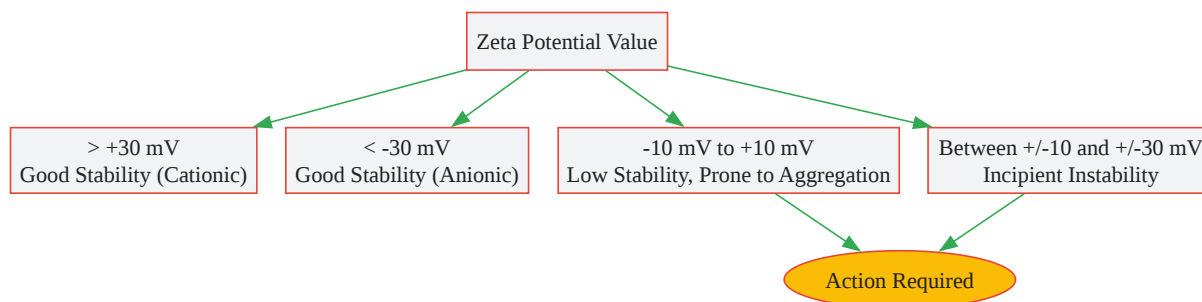 Zeta Potential Value
> +30 mV
Good Stability (Cationic)
< -30 mV
Good Stability (Anionic)
-10 mV to +10 mV
Low Stability, Prone to Aggregation
Between +/-10 and +/-30 mV
Incipient Instability
Action Required